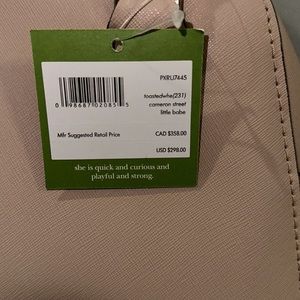 PXRU7445
0 98687 02085 5
toastedwhe(231)
cameron street
little babe
Mfr Suggested Retail Price
CAD $358.00
USD $298.00
she is quick and curious and
playful and strong.